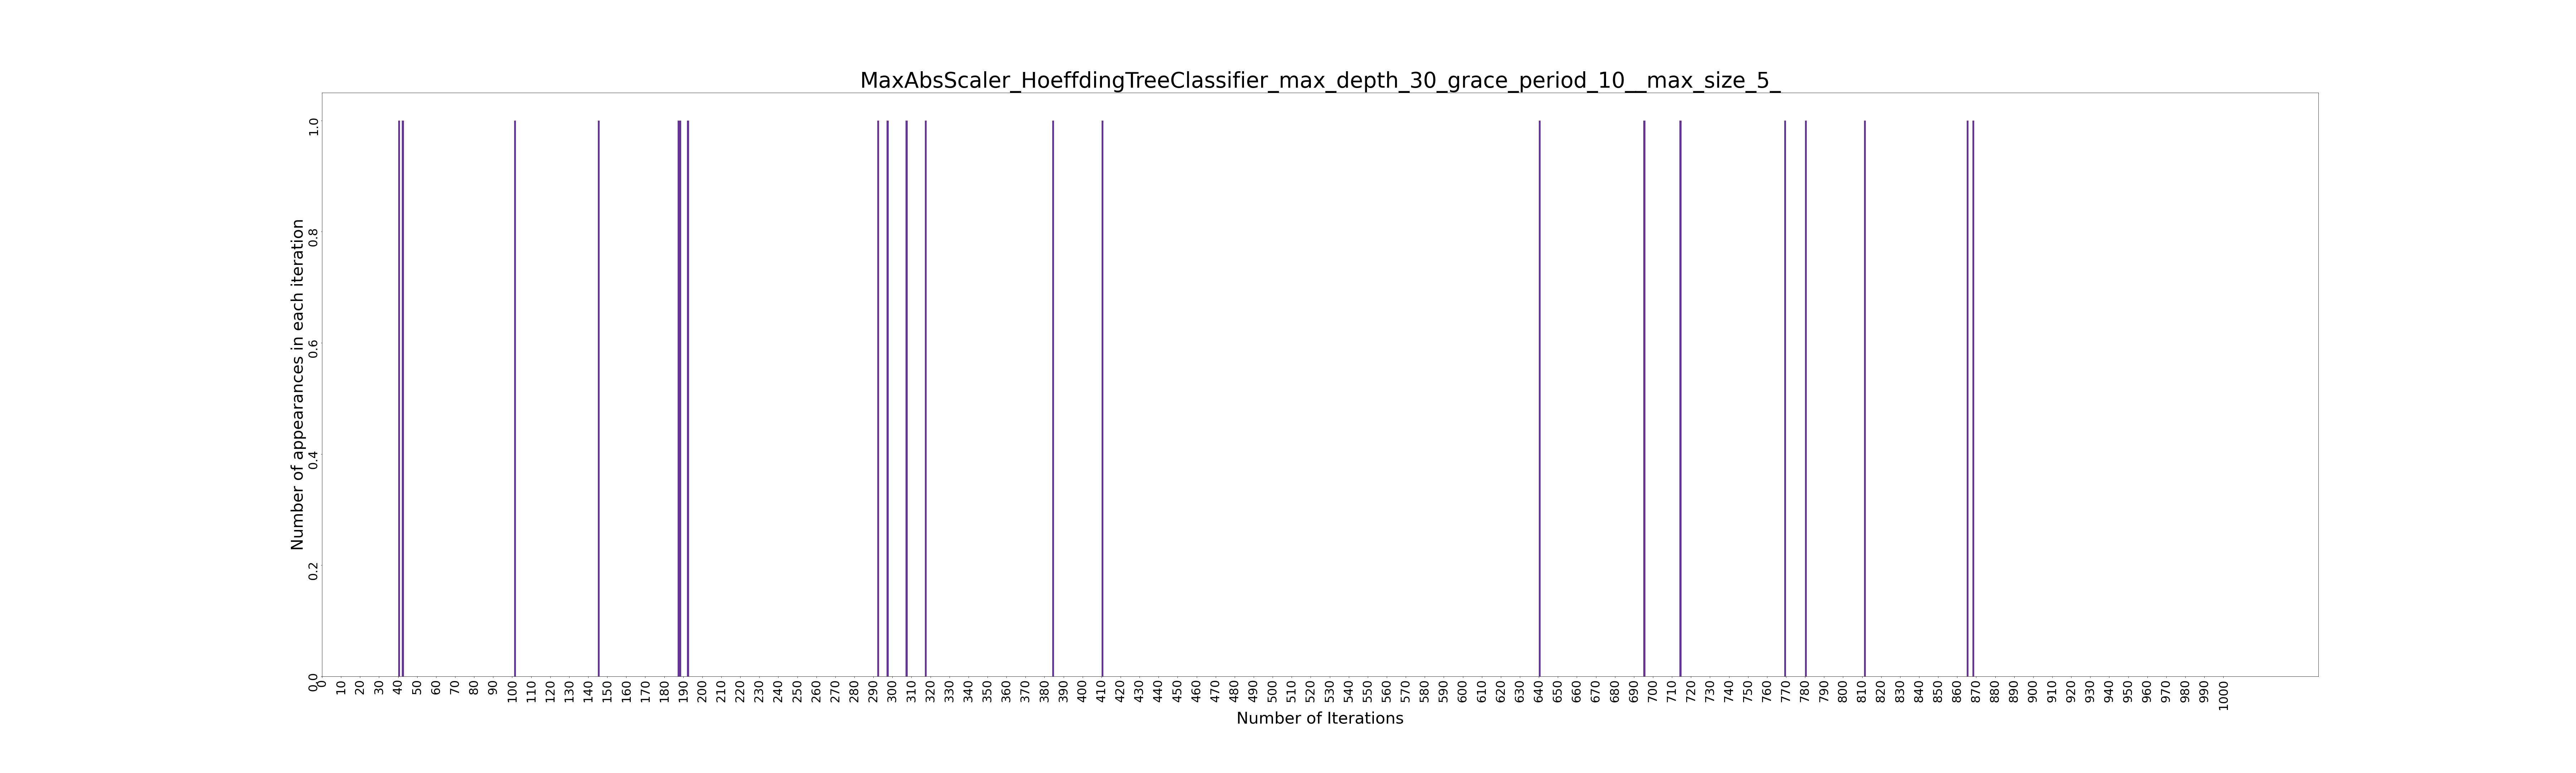 MaxAbsScaler_HoeffdingTreeClassifier_max_depth_30_grace_period_10__max_size_5_
Number of appearances in each iteration
1.0
0.8
0.6
0.4
0.2
0.0
0 10 20 30 40 50 60 70 80 90 100 110 120 130 140 150 160 170 180 190 200 210 220 230 240 250 260 270 280 290 300 310 320 330 340 350 360 370 380 390 400 410 420 430 440 450 460 470 480 490 500 510 520 530 540 550 560 570 580 590 600 610 620 630 640 650 660 670 680 690 700 710 720 730 740 750 760 770 780 790 800 810 820 830 840 850 860 870 880 890 900 910 920 930 940 950 960 970 980 990 1000
Number of Iterations